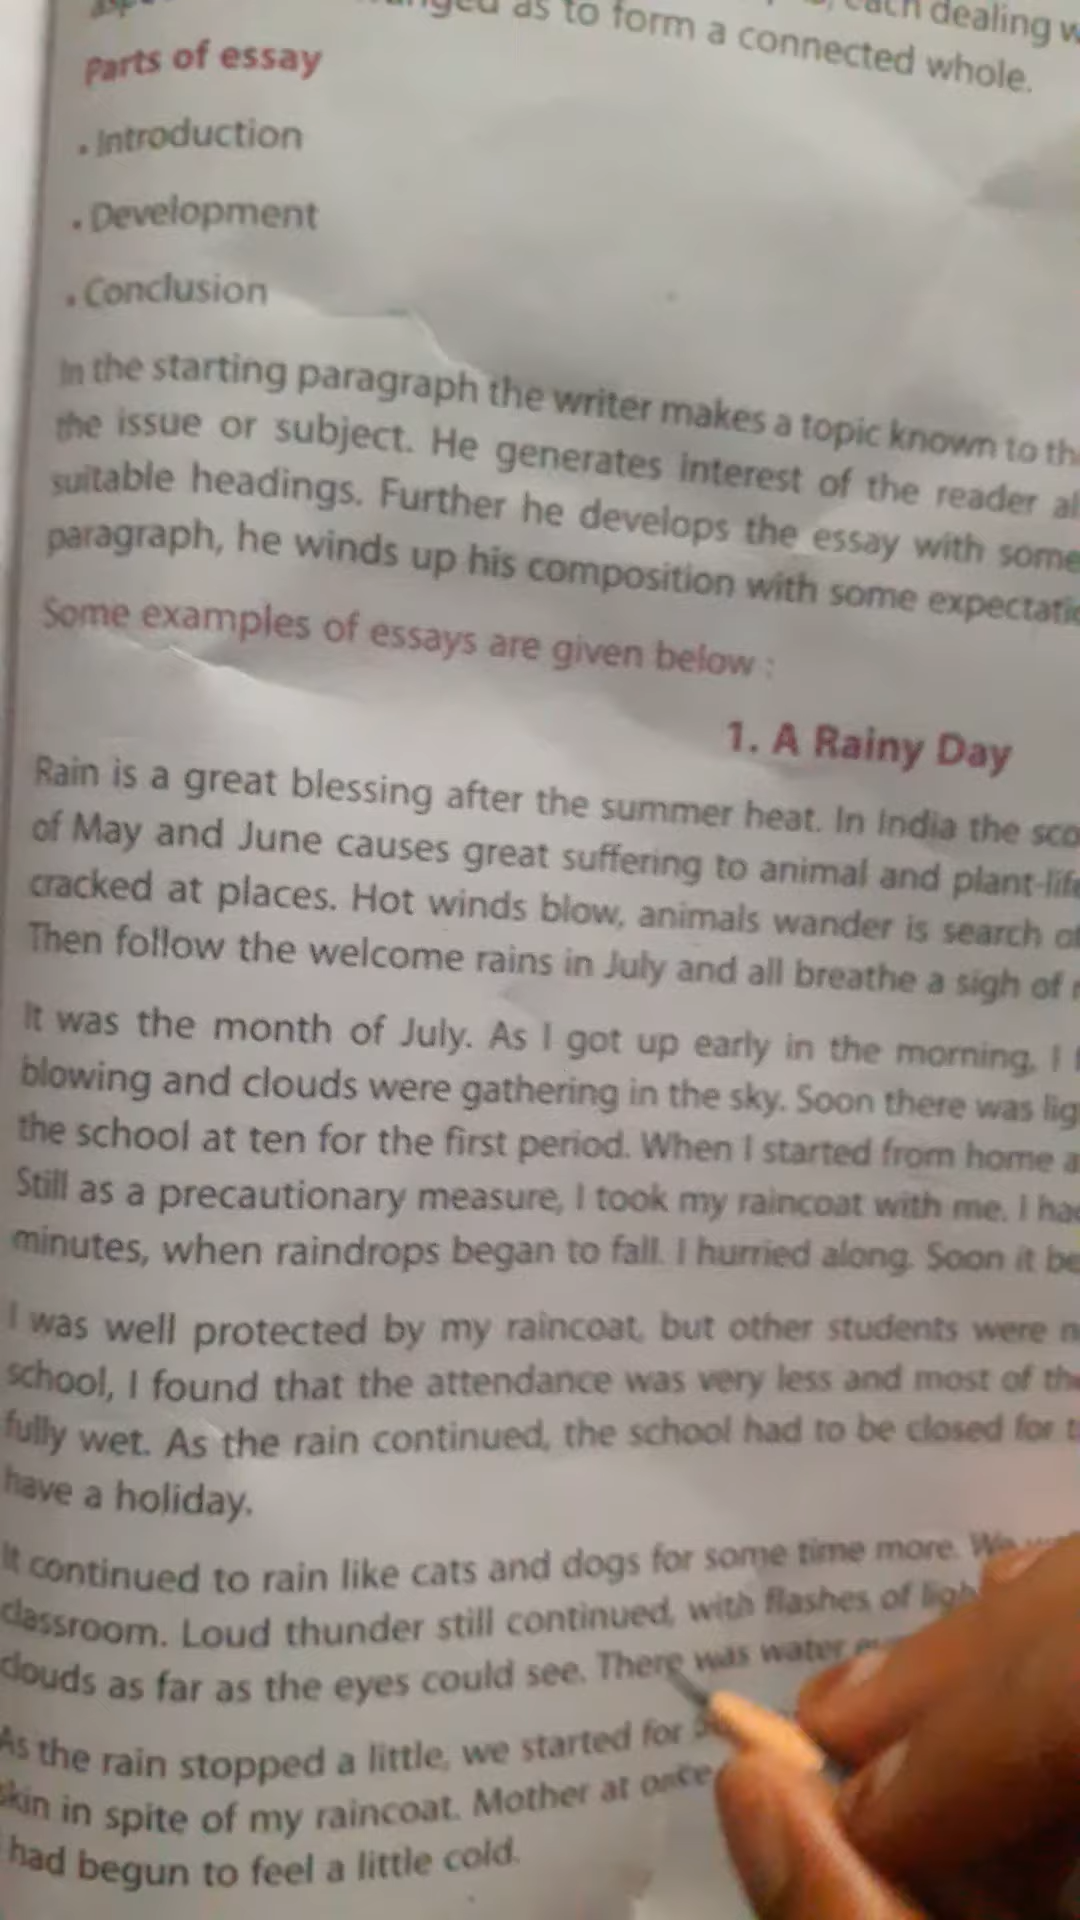 each dealing
as to form a connected whole.
Parts of essay
. Introduction
. Development
. Conclusion
In the starting paragraph the writer makes a topic known to
the issue or subject. He generates interest of the reader
suitable headings. Further he develops the essay with some
paragraph, he winds up his composition with some
Some examples of essays are given below :
1. A Rainy Day
Rain is a great blessing after the summer heat. In India the
of May and June causes great suffering to animal and
cracked at places. Hot winds blow, animals wander is search
Then follow the welcome rains in July and all breathe a sigh of
It was the month of July. As I got up early in the morning, I
blowing and clouds were gathering in the sky. Soon there was
the school at ten for the first period. When I started from home
Still as a precautionary measure, I took my raincoat with me. I
minutes, when raindrops began to fall. I hurried along. Soon it
I was well protected by my raincoat, but other students were
school, I found that the attendance was very less and most of
fully wet. As the rain continued, the school had to be closed for
have a holiday.
It continued to rain like cats and dogs for some time more. We
classroom. Loud thunder still continued, with flashes of
clouds as far as the eyes could see. There was water
As the rain stopped a little, we started for
skin in spite of my raincoat. Mother at once
had begun to feel a little cold.